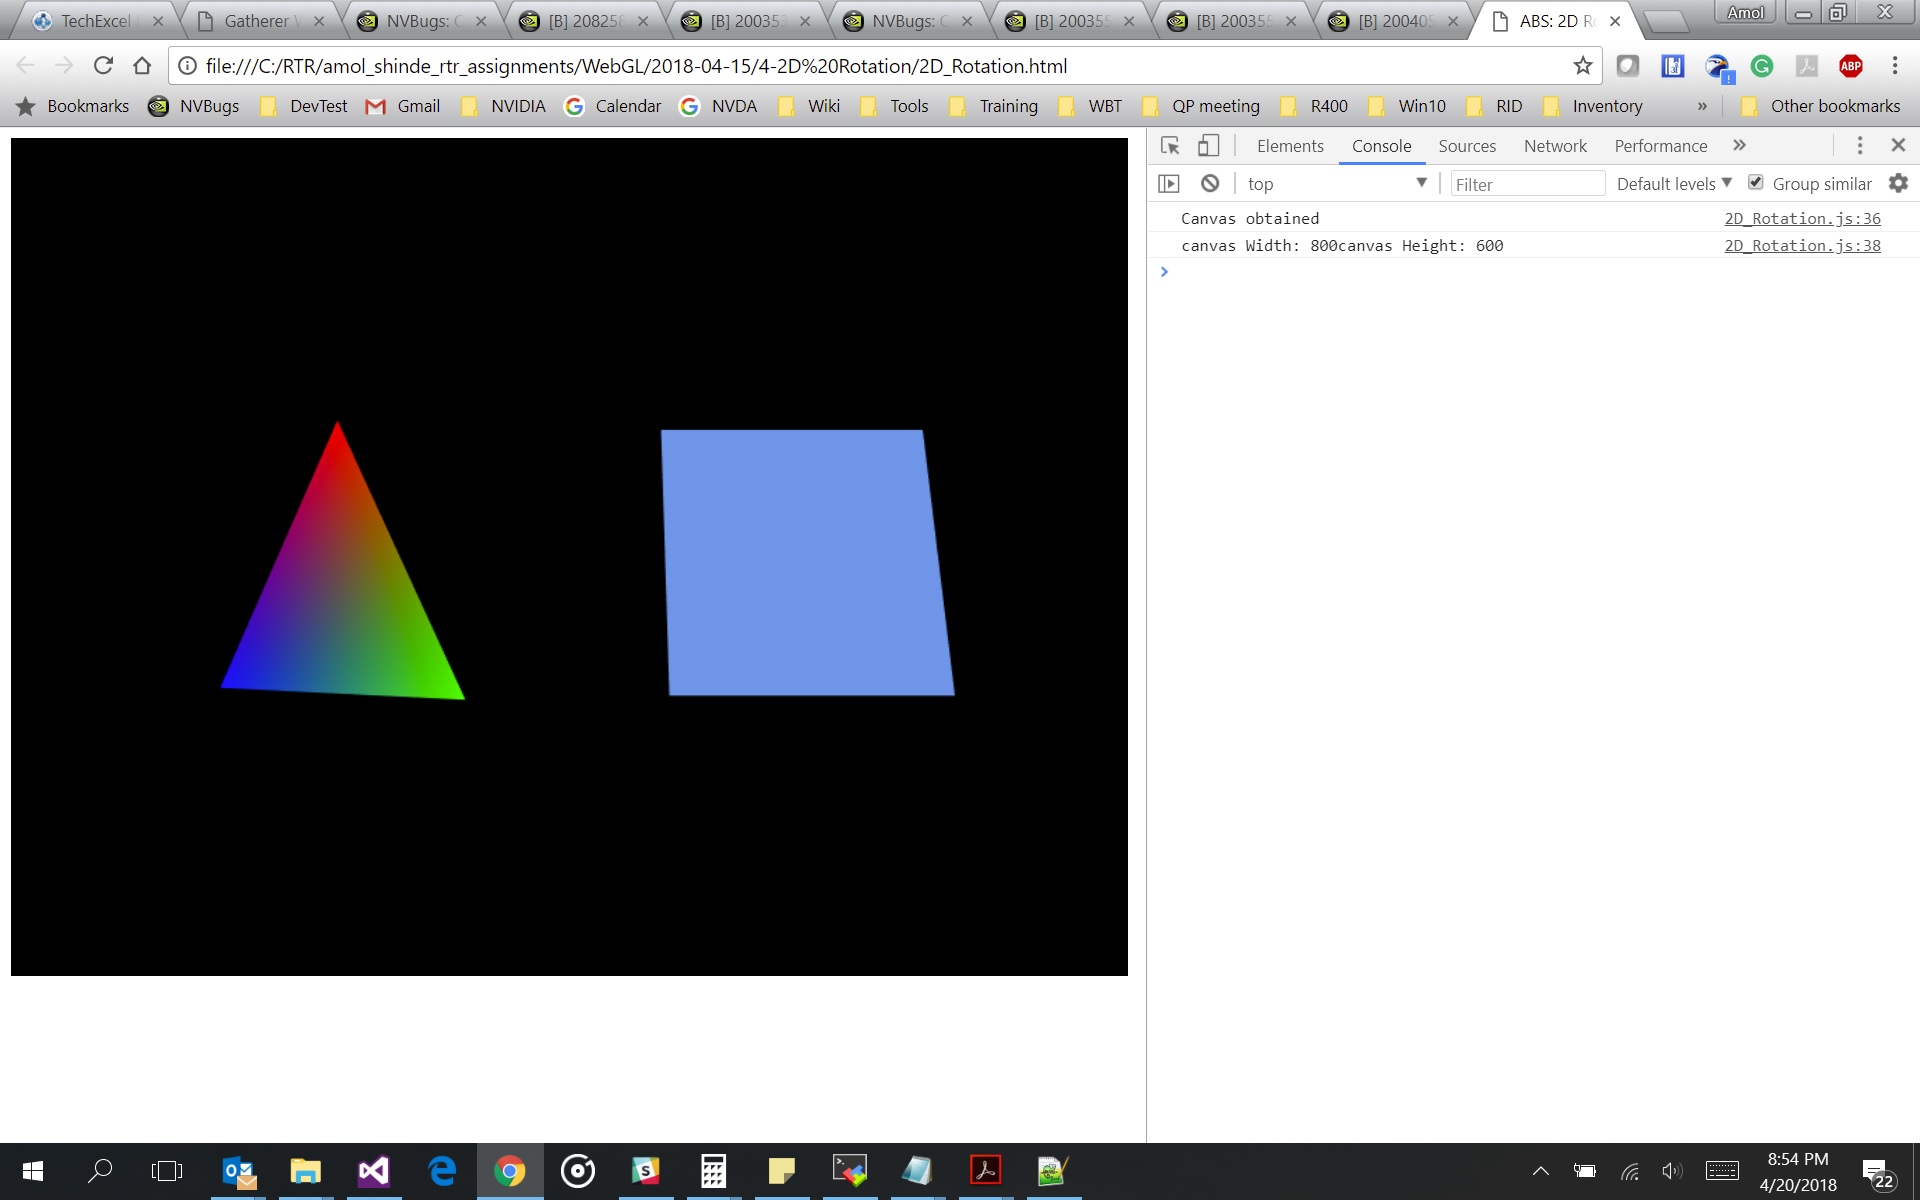 TechExcel
Gatherer
NVBugs:
[B] 20825
[B] 20035
NVBugs:
[B] 20035
[B] 20035
[B] 20040
ABS: 2D R
Amol
file:///C:/RTR/amol_shinde_rtr_assignments/WebGL/2018-04-15/4-2D%20Rotation/2D_Rotation.html
31
!
G
ABP
Bookmarks NVBugs DevTest Gmail NVIDIA Calendar NVDA Wiki Tools Training WBT QP meeting R400 Win10 RID Inventory » Other bookmarks
Elements Console Sources Network Performance »
top Filter Default levels Group similar
Canvas obtained 2D_Rotation.js:36
canvas Width: 800canvas Height: 600 2D_Rotation.js:38
8:54 PM
4/20/2018
22